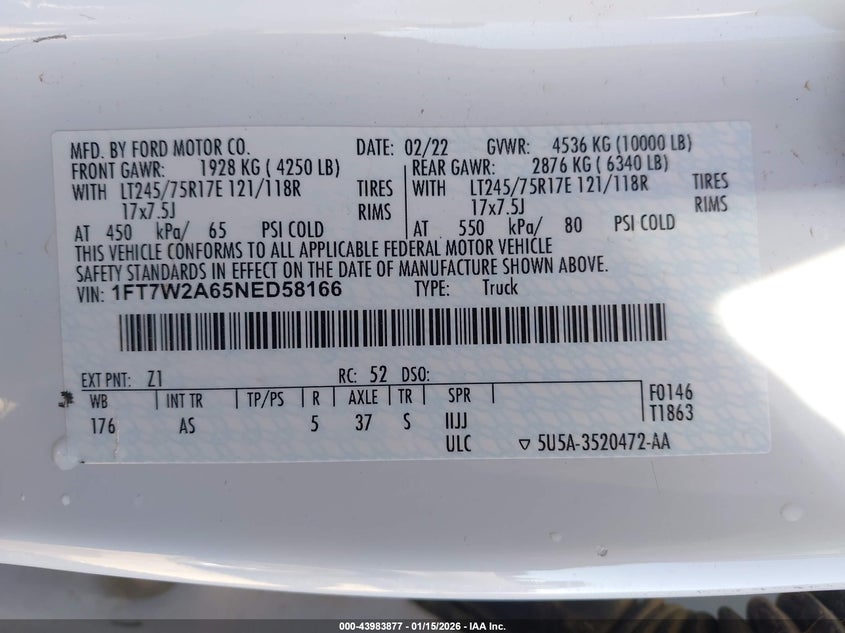 MFD. BY FORD MOTOR CO. DATE: 02/22 GVWR: 4536 KG (10000 LB)
FRONT GAWR: 1928 KG ( 4250 LB) REAR GAWR: 2876 KG ( 6340 LB)
WITH LT245/75R17E 121/118R TIRES WITH LT245/75R17E 121/118R TIRES
17x7.5J RIMS 17x7.5J RIMS
AT 450 kPa/ 65 PSI COLD AT 550 kPa/ 80 PSI COLD
THIS VEHICLE CONFORMS TO ALL APPLICABLE FEDERAL MOTOR VEHICLE
SAFETY STANDARDS IN EFFECT ON THE DATE OF MANUFACTURE SHOWN ABOVE.
VIN: 1FT7W2A65NED58166 TYPE: Truck
EXT PNT: Z1 RC: 52 DSO:
WB INT TR TP/PS R AXLE TR SPR F0146
176 AS 5 37 S IIJJ T1863
ULC ▽ 5U5A-3520472-AA
000-43983877 - 01/15/2026 - IAA Inc.